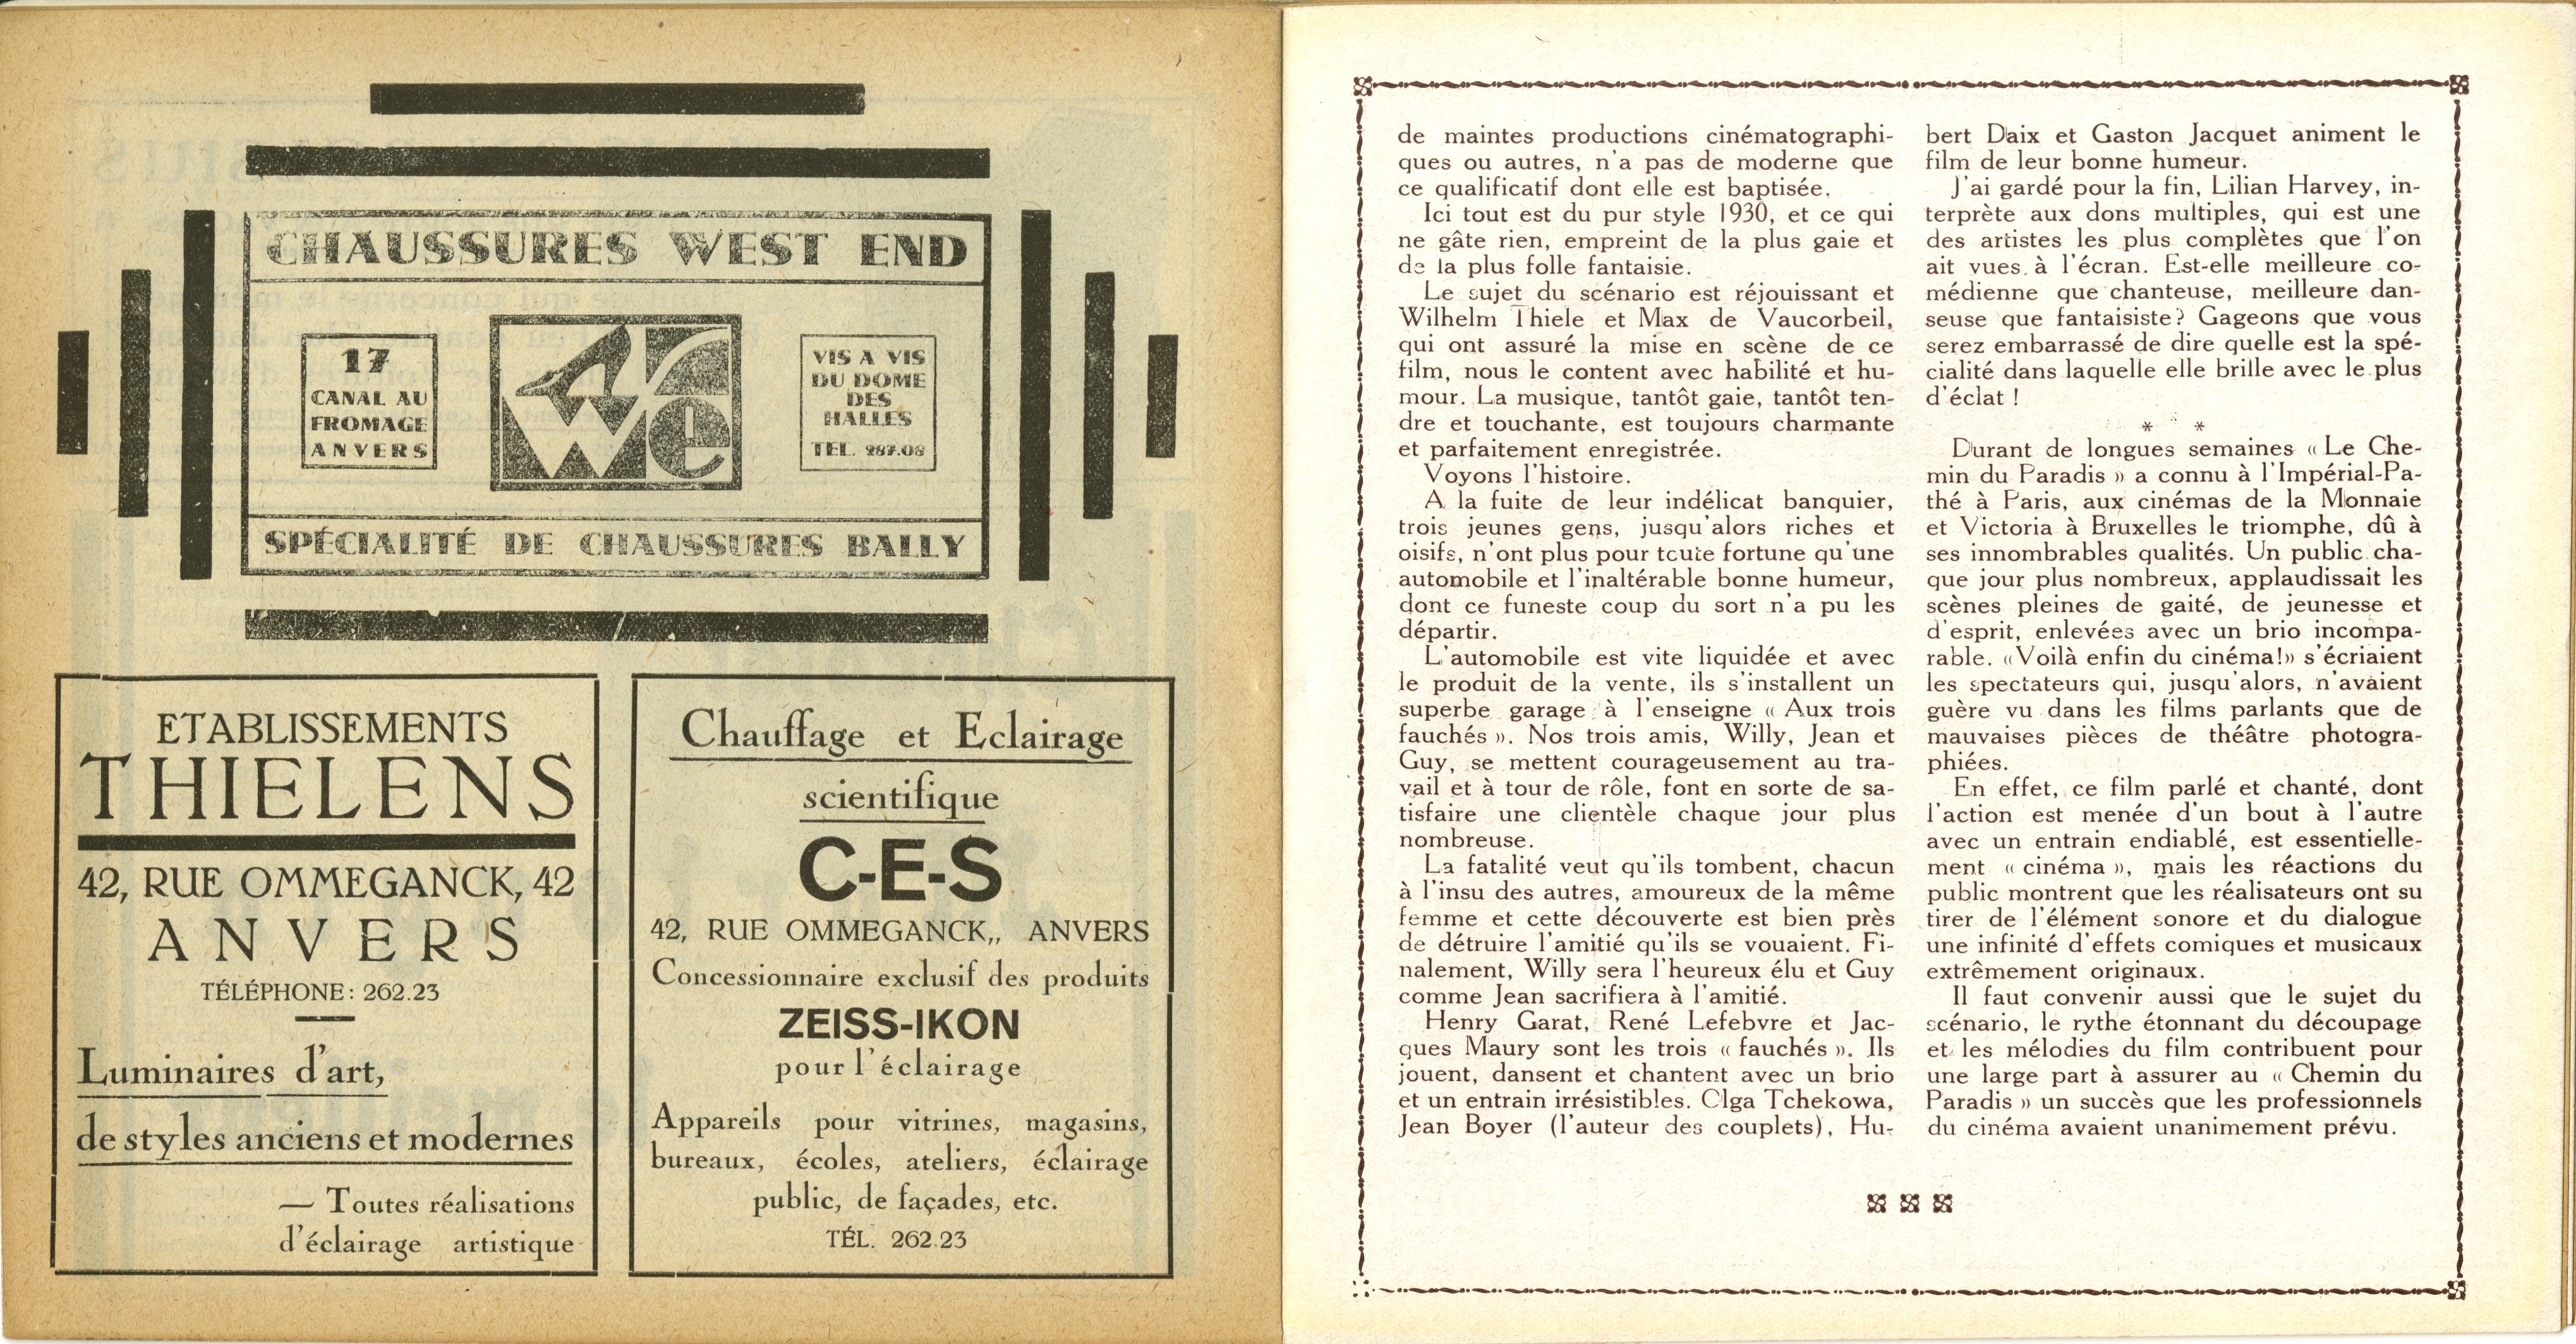 CHAUSSURES WEST END
17
CANAL AU
FROMAGE
ANVERS
We
VIS A VIS
DU DOME
DES
HALLES
TEL. 287.08
SPÉCIALITÉ DE CHAUSSURES BALLY
ETABLISSEMENTS
THIELENS
42, RUE OMMEGANCK, 42
ANVERS
TÉLÉPHONE: 262.23
Luminaires d'art,
de styles anciens et modernes
— Toutes réalisations
d'éclairage artistique
Chauffage et Eclairage
scientifique
C-E-S
42, RUE OMMEGANCK,, ANVERS
Concessionnaire exclusif des produits
ZEISS-IKON
pour l'éclairage
Appareils pour vitrines, magasins,
bureaux, écoles, ateliers, éclairage
public, de façades, etc.
TÉL. 262.23
de maintes productions cinématographi-
ques ou autres, n'a pas de moderne que
ce qualificatif dont elle est baptisée.
Ici tout est du pur style 1930, et ce qui
ne gâte rien, empreint de la plus gaie et
de la plus folle fantaisie.
Le sujet du scénario est réjouissant et
Wilhelm Thiele et Max de Vaucorbeil,
qui ont assuré la mise en scène de ce
film, nous le content avec habilité et hu-
mour. La musique, tantôt gaie, tantôt ten-
dre et touchante, est toujours charmante
et parfaitement enregistrée.
Voyons l'histoire.
A la fuite de leur indélicat banquier,
trois jeunes gens, jusqu'alors riches et
oisifs, n'ont plus pour toute fortune qu'une
automobile et l'inaltérable bonne humeur,
dont ce funeste coup du sort n'a pu les
départir.
L'automobile est vite liquidée et avec
le produit de la vente, ils s'installent un
superbe garage à l'enseigne « Aux trois
fauchés ». Nos trois amis, Willy, Jean et
Guy, se mettent courageusement au tra-
vail et à tour de rôle, font en sorte de sa-
tisfaire une clientèle chaque jour plus
nombreuse.
La fatalité veut qu'ils tombent, chacun
à l'insu des autres, amoureux de la même
femme et cette découverte est bien près
de détruire l'amitié qu'ils se vouaient. Fi-
nalement, Willy sera l'heureux élu et Guy
comme Jean sacrifiera à l'amitié.
Henry Garat, René Lefebvre et Jac-
ques Maury sont les trois « fauchés ». Ils
jouent, dansent et chantent avec un brio
et un entrain irrésistibles. Olga Tchekowa,
Jean Boyer (l'auteur des couplets), Hu-
bert Daix et Gaston Jacquet animent le
film de leur bonne humeur.
J'ai gardé pour la fin, Lilian Harvey, in-
terprète aux dons multiples, qui est une
des artistes les plus complètes que l'on
ait vues à l'écran. Est-elle meilleure co-
médienne que chanteuse, meilleure dan-
seuse que fantaisiste? Gageons que vous
serez embarrassé de dire quelle est la spé-
cialité dans laquelle elle brille avec le plus
d'éclat !
* *
Durant de longues semaines « Le Che-
min du Paradis » a connu à l'Impérial-Pa-
thé à Paris, aux cinémas de la Monnaie
et Victoria à Bruxelles le triomphe, dû à
ses innombrables qualités. Un public cha-
que jour plus nombreux, applaudissait les
scènes pleines de gaité, de jeunesse et
d'esprit, enlevées avec un brio incompa-
rable. «Voilà enfin du cinéma!» s'écriaient
les spectateurs qui, jusqu'alors, n'avaient
guère vu dans les films parlants que de
mauvaises pièces de théâtre photogra-
phiées.
En effet, ce film parlé et chanté, dont
l'action est menée d'un bout à l'autre
avec un entrain endiablé, est essentielle-
ment « cinéma », mais les réactions du
public montrent que les réalisateurs ont su
tirer de l'élément sonore et du dialogue
une infinité d'effets comiques et musicaux
extrêmement originaux.
Il faut convenir aussi que le sujet du
scénario, le rythe étonnant du découpage
et les mélodies du film contribuent pour
une large part à assurer au « Chemin du
Paradis » un succès que les professionnels
du cinéma avaient unanimement prévu.